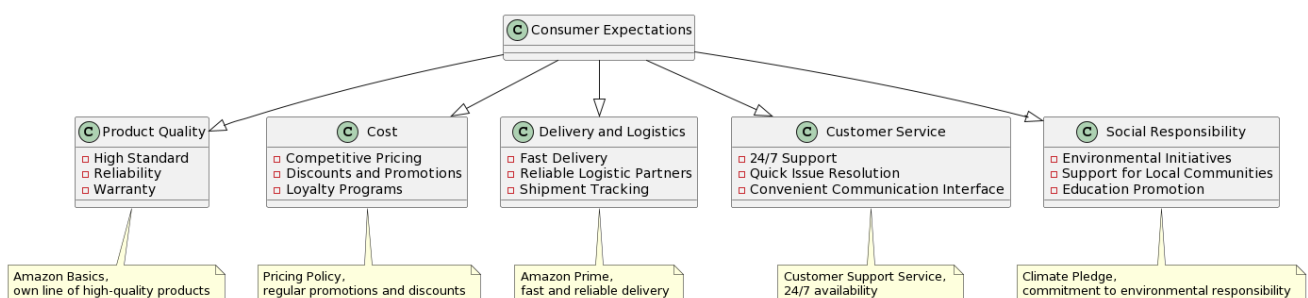 C Consumer Expectations
C Product Quality
High Standard
Reliability
Warranty
C Cost
Competitive Pricing
Discounts and Promotions
Loyalty Programs
C Delivery and Logistics
Fast Delivery
Reliable Logistic Partners
Shipment Tracking
C Customer Service
24/7 Support
Quick Issue Resolution
Convenient Communication Interface
C Social Responsibility
Environmental Initiatives
Support for Local Communities
Education Promotion
Amazon Basics,
own line of high-quality products
Pricing Policy,
regular promotions and discounts
Amazon Prime,
fast and reliable delivery
Customer Support Service,
24/7 availability
Climate Pledge,
commitment to environmental responsibility